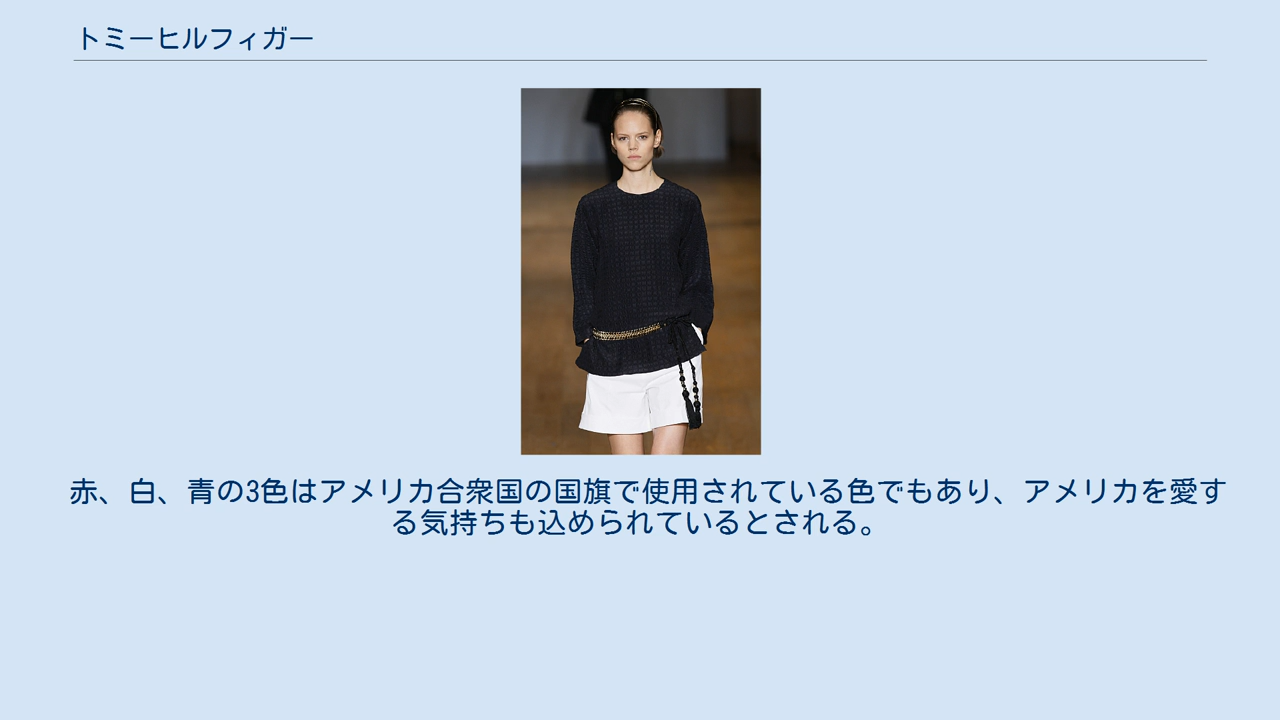 トミーヒルフィガー
赤、白、青の3色はアメリカ合衆国の国旗で使用されている色でもあり、アメリカを愛す
る気持ちも込められているとされる。